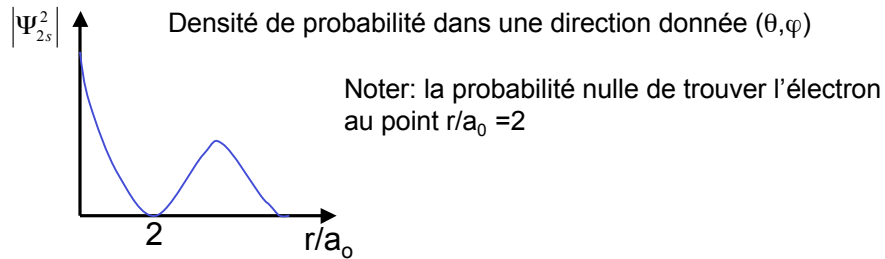 |Ψ²₂ₛ|
Densité de probabilité dans une direction donnée (θ,φ)
Noter: la probabilité nulle de trouver l’électron
au point r/a₀ =2
2
r/aₒ